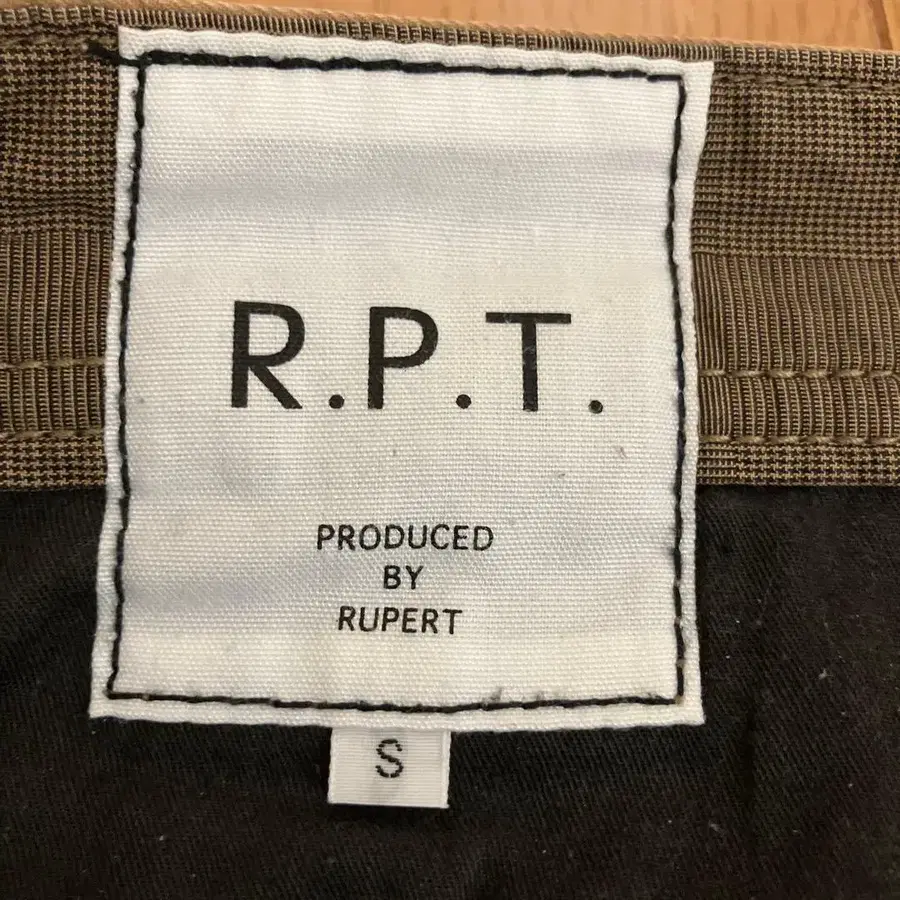 R.P.T.
PRODUCED
BY
RUPERT
S